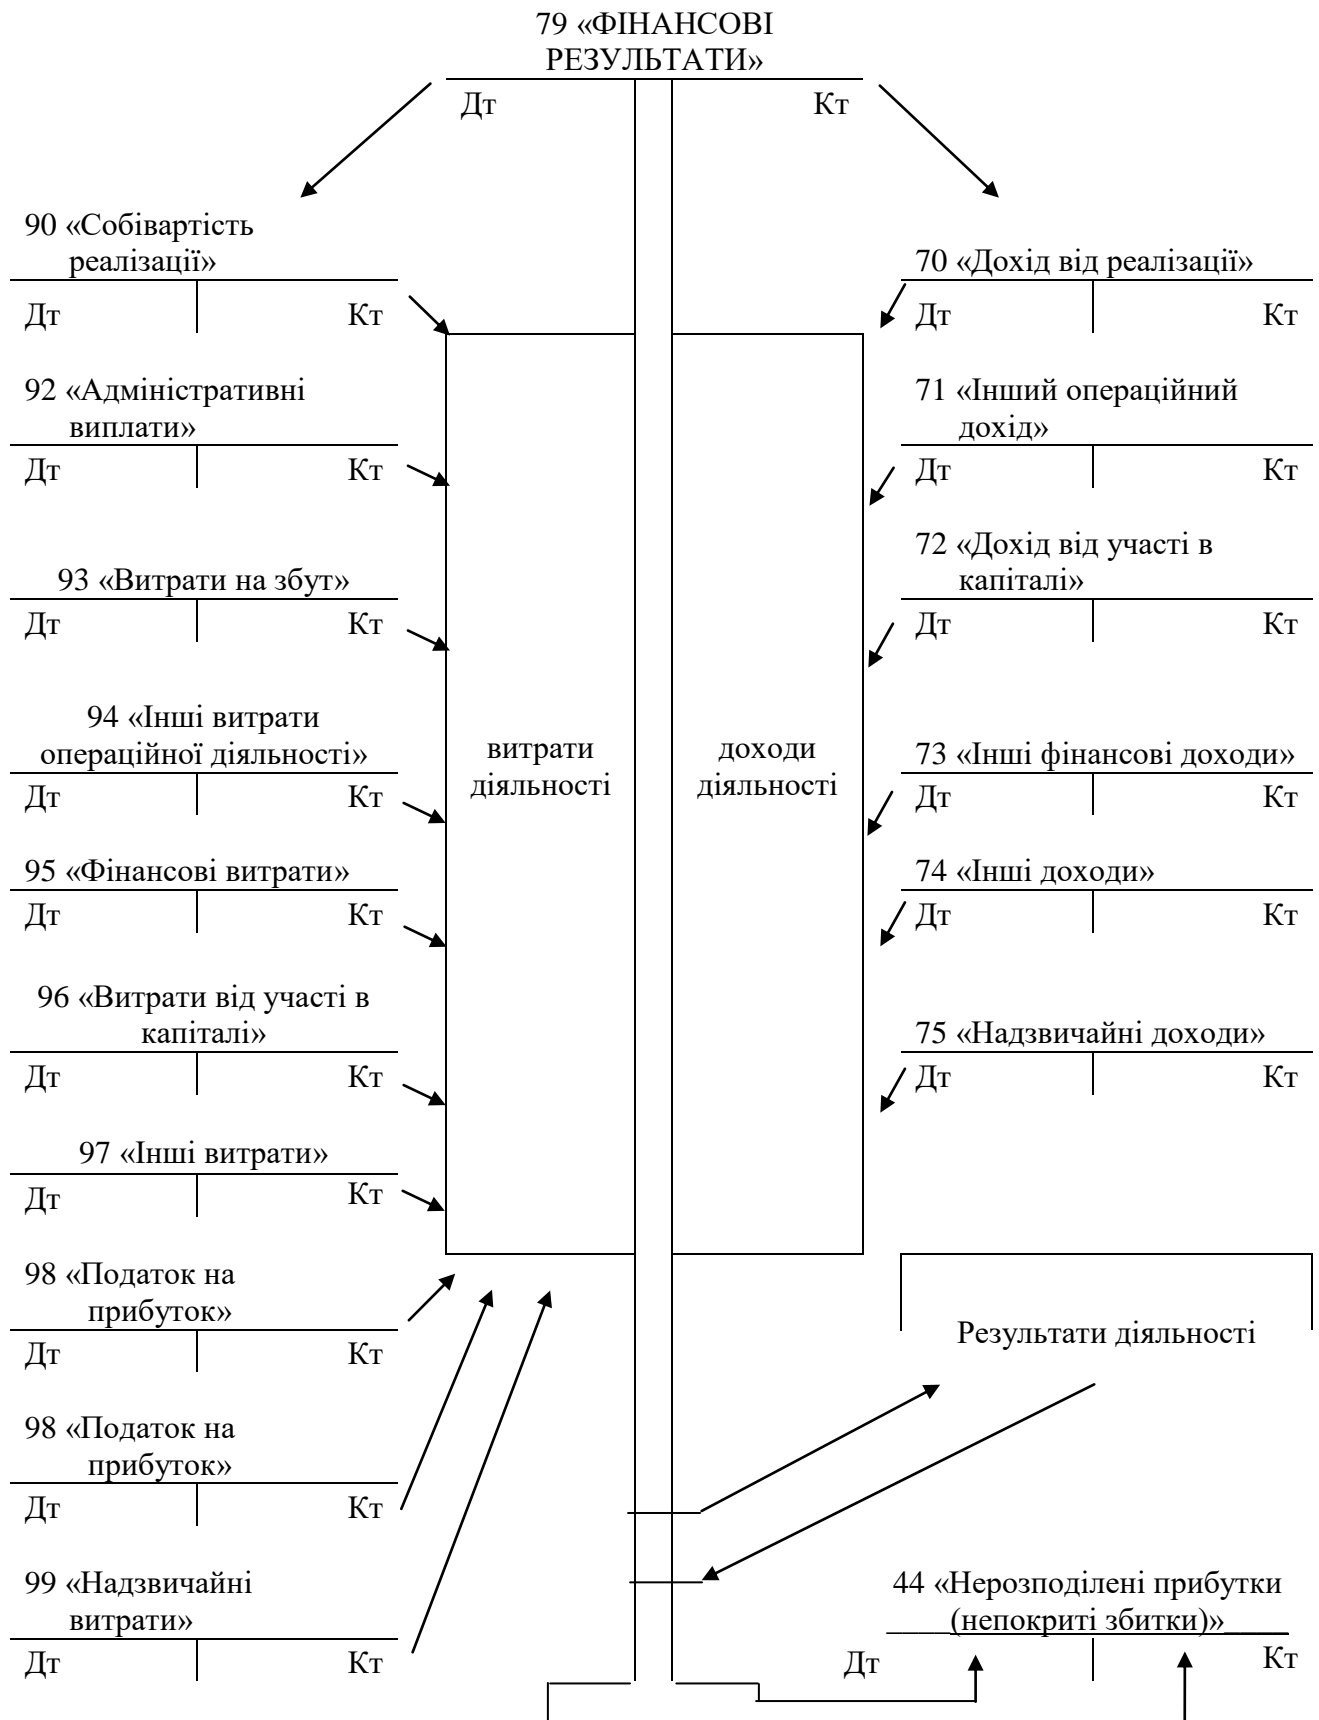 79 «ФІНАНСОВІ
РЕЗУЛЬТАТИ»
Дт Кт
90 «Собівартість
реалізації»
Дт Кт
92 «Адміністративні
виплати»
Дт Кт
93 «Витрати на збут»
Дт Кт
94 «Інші витрати
операційної діяльності»
Дт Кт
95 «Фінансові витрати»
Дт Кт
96 «Витрати від участі в
капіталі»
Дт Кт
97 «Інші витрати»
Дт Кт
98 «Податок на
прибуток»
Дт Кт
98 «Податок на
прибуток»
Дт Кт
99 «Надзвичайні
витрати»
Дт Кт
витрати
діяльності
доходи
діяльності
70 «Дохід від реалізації»
Дт Кт
71 «Інший операційний
дохід»
Дт Кт
72 «Дохід від участі в
капіталі»
Дт Кт
73 «Інші фінансові доходи»
Дт Кт
74 «Інші доходи»
Дт Кт
75 «Надзвичайні доходи»
Дт Кт
Результати діяльності
44 «Нерозподілені прибутки
(непокриті збитки)»
Дт Кт